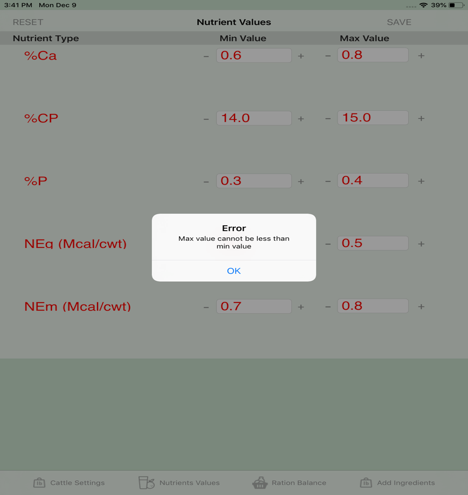 3:41 PM Mon Dec 9 39%
RESET Nutrient Values SAVE
Nutrient Type Min Value Max Value
%Ca - 0.6 + - 0.8 +
%CP - 14.0 + - 15.0 +
%P - 0.3 + - 0.4 +
Error
Max value cannot be less than
min value
NEg (Mcal/cwt) - 0.5 +
OK
NEm (Mcal/cwt) - 0.7 + - 0.8 +
Cattle Settings Nutrients Values Ration Balance Add Ingredients